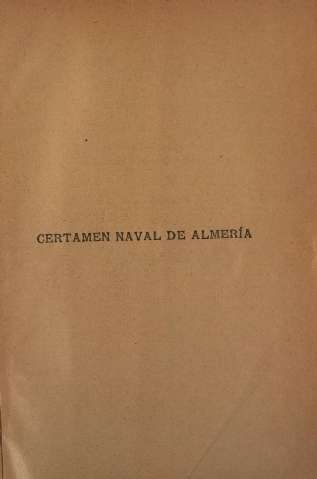 CERTAMEN NAVAL DE ALMERÍA